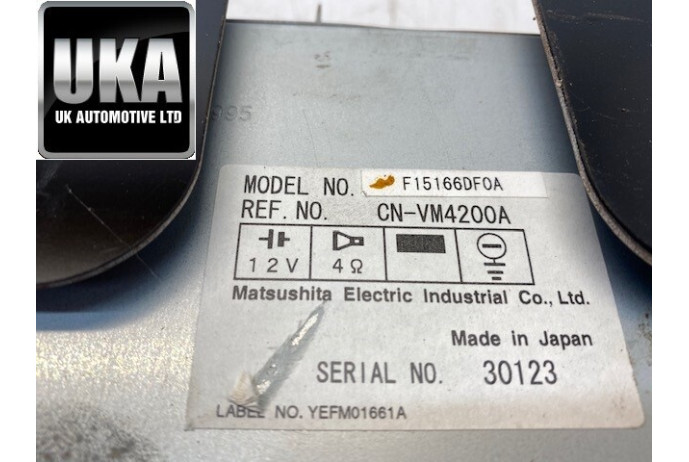 UKA
UK AUTOMOTIVE LTD
995
MODEL NO. F15166DF0A
REF. NO. CN-VM4200A
12V 4Ω
Matsushita Electric Industrial Co., Ltd.
Made in Japan
SERIAL NO. 30123
LABEL NO. YEFM01661A